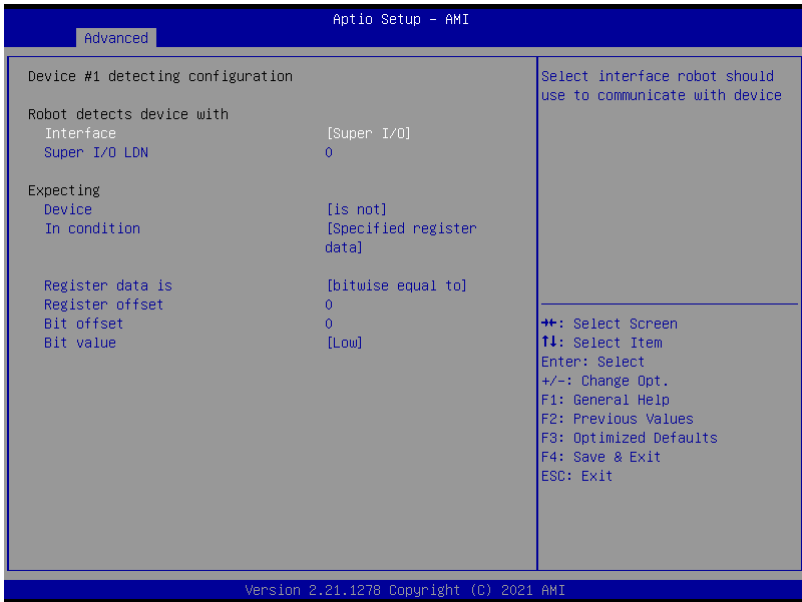 Aptio Setup – AMI
Advanced
Device #1 detecting configuration
Robot detects device with
Interface [Super I/O]
Super I/O LDN 0
Expecting
Device [is not]
In condition [Specified register
data]
Register data is [bitwise equal to]
Register offset 0
Bit offset 0
Bit value [Low]
Select interface robot should
use to communicate with device
→←: Select Screen
↑↓: Select Item
Enter: Select
+/-: Change Opt.
F1: General Help
F2: Previous Values
F3: Optimized Defaults
F4: Save & Exit
ESC: Exit
Version 2.21.1278 Copyright (C) 2021 AMI